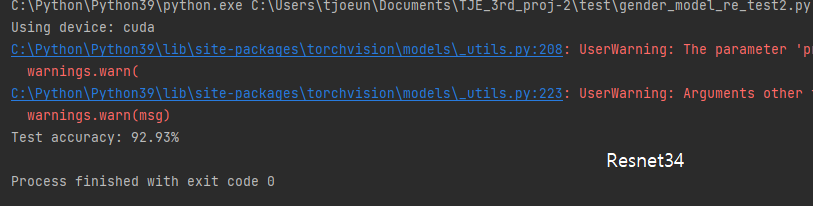 C:\Python\Python39\python.exe C:\Users\tjoeun\Documents\TJE_3rd_proj-2\test\gender_model_re_test2.py
Using device: cuda
C:\Python\Python39\lib\site-packages\torchvision\models\_utils.py:208: UserWarning: The parameter 'p
  warnings.warn(
C:\Python\Python39\lib\site-packages\torchvision\models\_utils.py:223: UserWarning: Arguments other
  warnings.warn(msg)
Test accuracy: 92.93%
Resnet34
Process finished with exit code 0